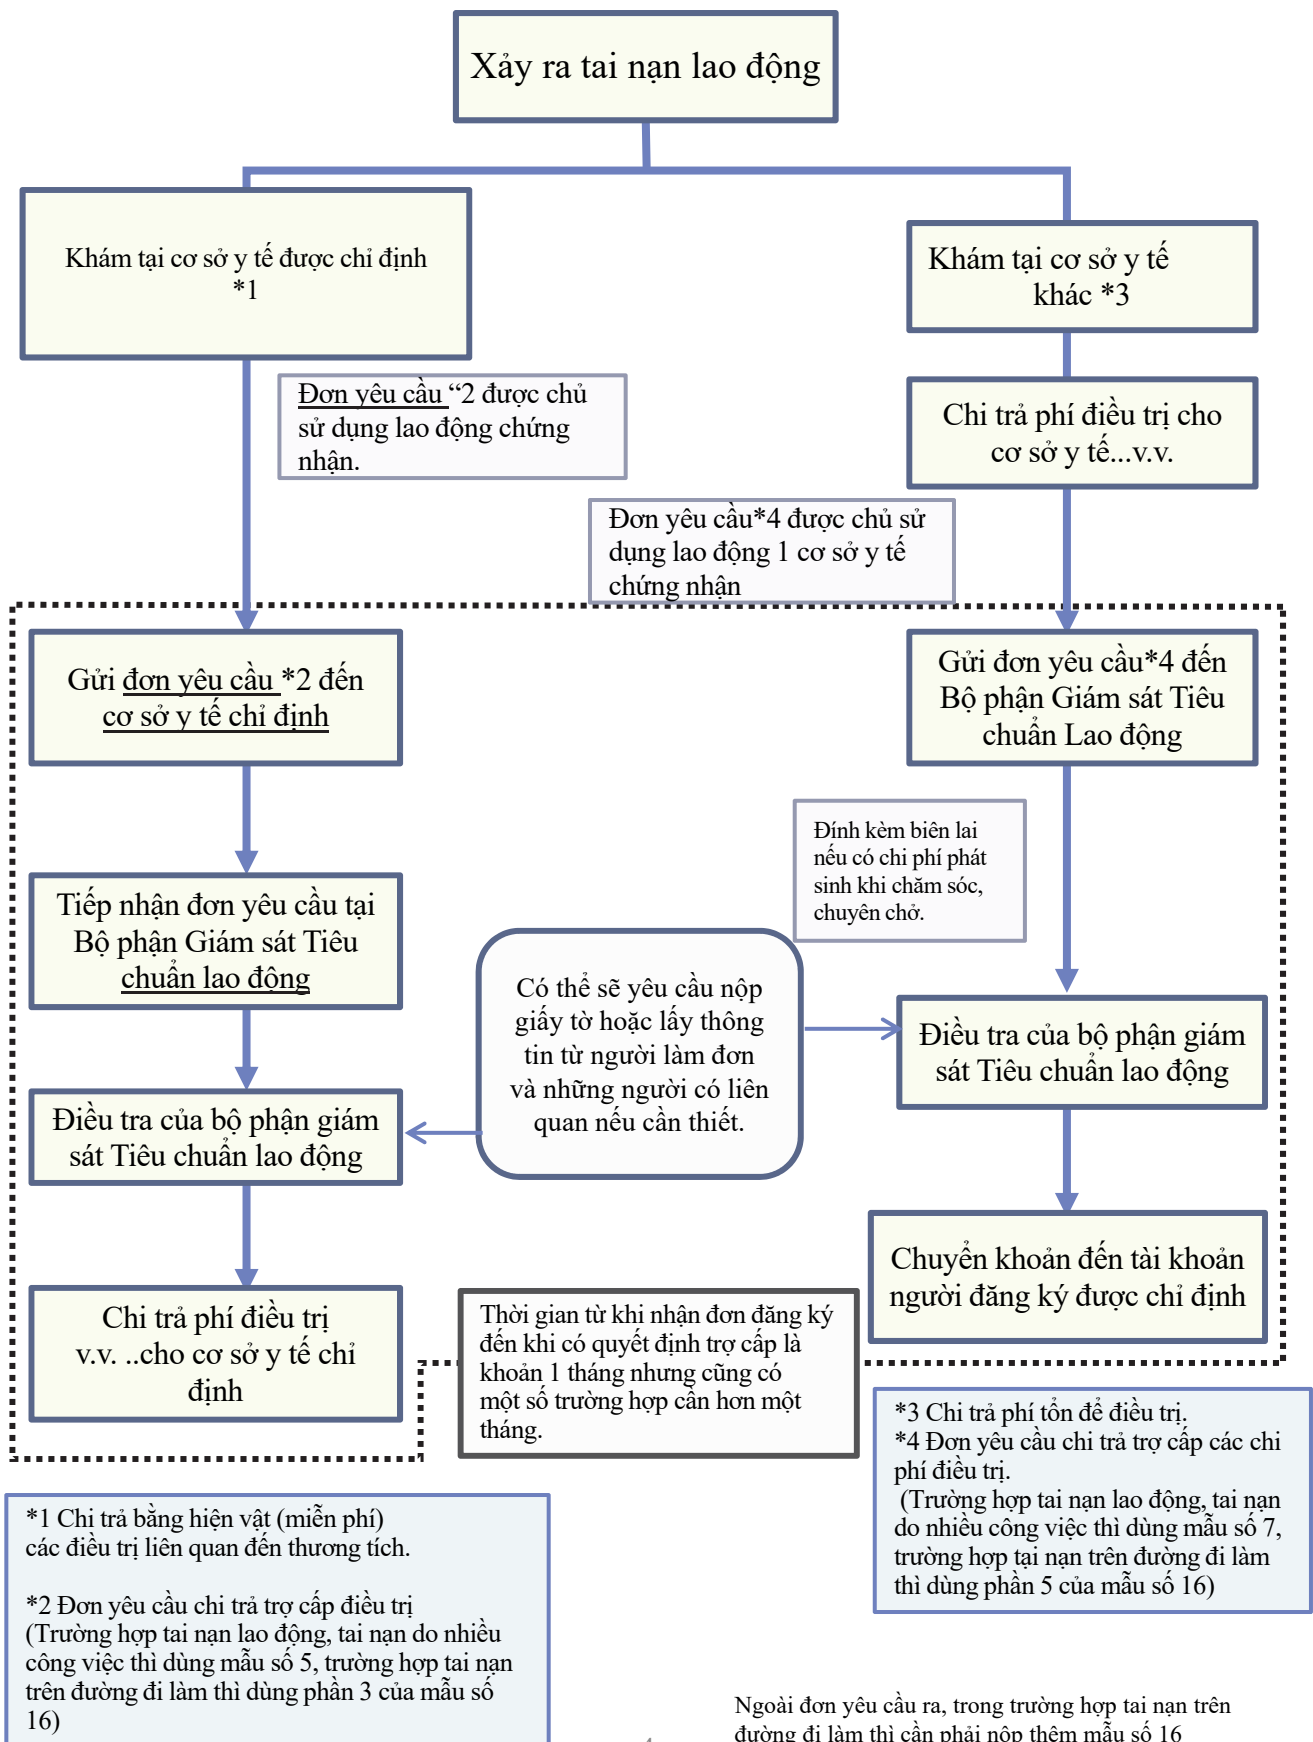 Xảy ra tai nạn lao động
Khám tại cơ sở y tế được chỉ định
*1
Khám tại cơ sở y tế
khác *3
Đơn yêu cầu “2 được chủ
sử dụng lao động chứng
nhận.
Chi trả phí điều trị cho
cơ sở y tế...v.v.
Đơn yêu cầu*4 được chủ sử
dụng lao động 1 cơ sở y tế
chứng nhận
Gửi đơn yêu cầu *2 đến
cơ sở y tế chỉ định
Gửi đơn yêu cầu*4 đến
Bộ phận Giám sát Tiêu
chuẩn Lao động
Đính kèm biên lai
nếu có chi phí phát
sinh khi chăm sóc,
chuyên chở.
Tiếp nhận đơn yêu cầu tại
Bộ phận Giám sát Tiêu
chuẩn lao động
Có thể sẽ yêu cầu nộp
giấy tờ hoặc lấy thông
tin từ người làm đơn
và những người có liên
quan nếu cần thiết.
Điều tra của bộ phận giám
sát Tiêu chuẩn lao động
Điều tra của bộ phận giám
sát Tiêu chuẩn lao động
Chuyển khoản đến tài khoản
người đăng ký được chỉ định
Chi trả phí điều trị
v.v. ..cho cơ sở y tế chỉ
định
Thời gian từ khi nhận đơn đăng ký
đến khi có quyết định trợ cấp là
khoản 1 tháng nhưng cũng có
một số trường hợp cần hơn một
tháng.
*3 Chi trả phí tổn để điều trị.
*4 Đơn yêu cầu chi trả trợ cấp các chi
phí điều trị.
(Trường hợp tai nạn lao động, tai nạn
do nhiều công việc thì dùng mẫu số 7,
trường hợp tại nạn trên đường đi làm
thì dùng phần 5 của mẫu số 16)
*1 Chi trả bằng hiện vật (miễn phí)
các điều trị liên quan đến thương tích.
*2 Đơn yêu cầu chi trả trợ cấp điều trị
(Trường hợp tai nạn lao động, tai nạn do nhiều
công việc thì dùng mẫu số 5, trường hợp tai nạn
trên đường đi làm thì dùng phần 3 của mẫu số
16)
Ngoài đơn yêu cầu ra, trong trường hợp tai nạn trên
đường đi làm thì cần phải nộp thêm mẫu số 16